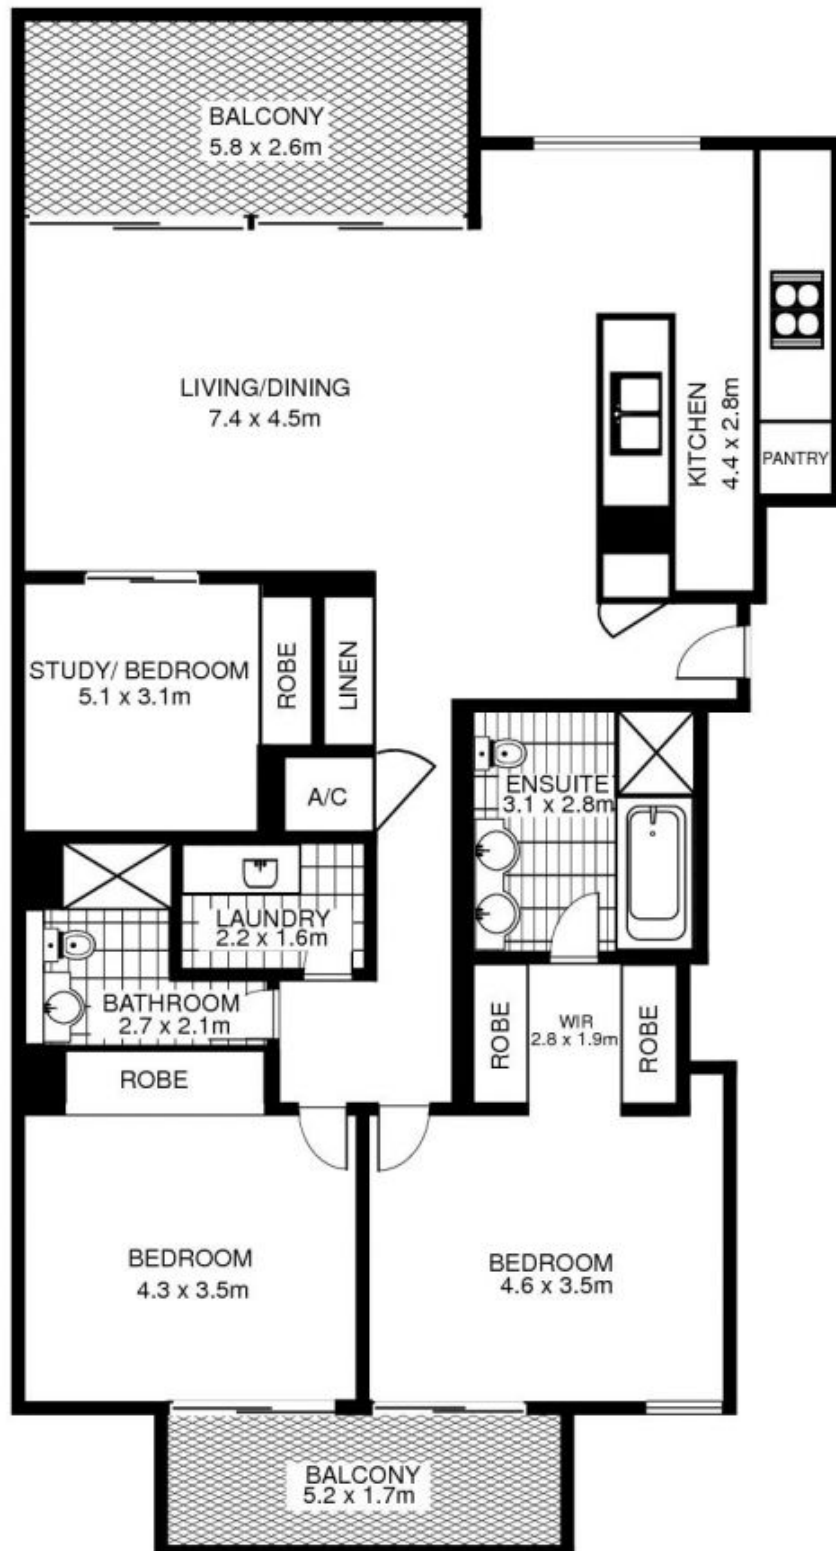 BALCONY
5.8 x 2.6m
LIVING/DINING
7.4 x 4.5m
KITCHEN
4.4 x 2.8m
PANTRY
STUDY/ BEDROOM
5.1 x 3.1m
ROBE
LINEN
A/C
ENSUITE
3.1 x 2.8m
LAUNDRY
2.2 x 1.6m
BATHROOM
2.7 x 2.1m
ROBE
WIR
2.8 x 1.9m
ROBE
ROBE
BEDROOM
4.3 x 3.5m
BEDROOM
4.6 x 3.5m
BALCONY
5.2 x 1.7m